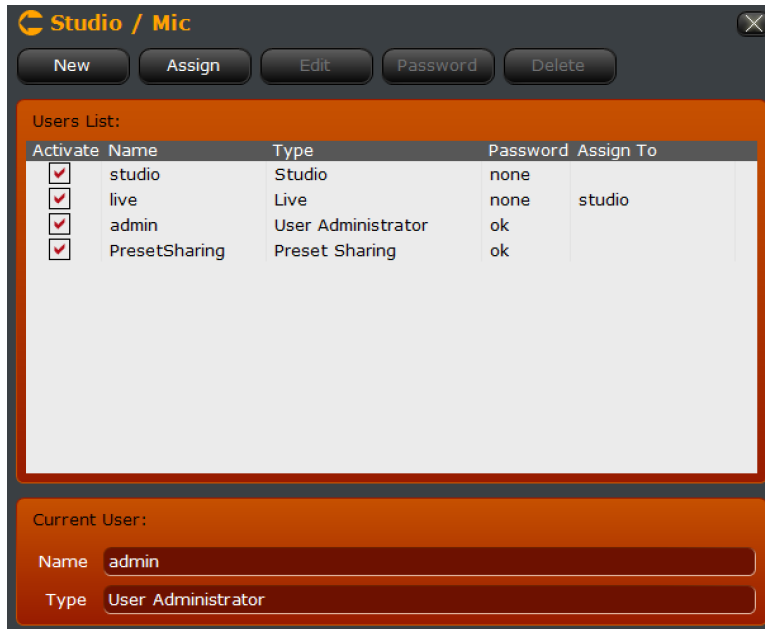 Studio / Mic
New Assign Edit Password Delete
Users List:
Activate Name Type Password Assign To
studio Studio none
live Live none studio
admin User Administrator ok
PresetSharing Preset Sharing ok
Current User:
Name admin
Type User Administrator